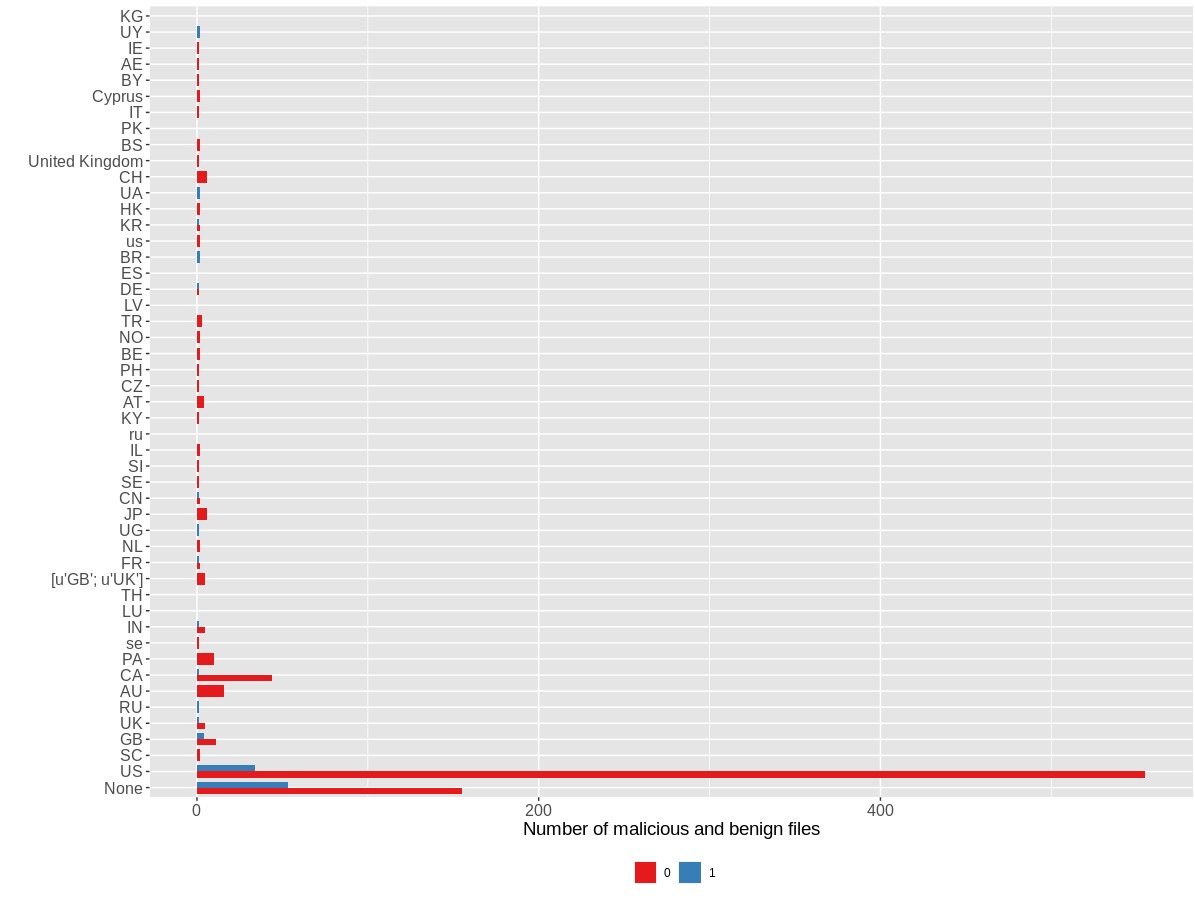 KG
UY
IE
AE
BY
Cyprus
IT
PK
BS
United Kingdom
CH
UA
HK
KR
us
BR
ES
DE
LV
TR
NO
BE
PH
CZ
AT
KY
ru
IL
SI
SE
CN
JP
UG
NL
FR
[u'GB'; u'UK']
TH
LU
IN
se
PA
CA
AU
RU
UK
GB
SC
US
None
0 200 400
Number of malicious and benign files
0 1